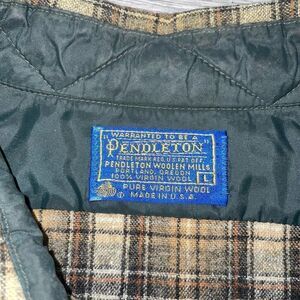 WARRANTED TO BE A
"PENDLETON"
TRADE MARK REG. U.S. PAT. OFF.
PENDLETON WOOLEN MILLS
PORTLAND, OREGON
100% VIRGIN WOOL
L
PURE VIRGIN WOOL
MADE IN U.S.A.